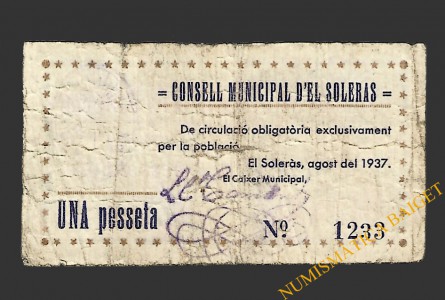 = CONSELL MUNICIPAL D'EL SOLERAS =
De circulació obligatòria exclusivament
per la població.
El Soleràs, agost del 1937.
El Caixer Municipal,
UNA pesseta
Nº 1233
NUMISMATICA BAIGET